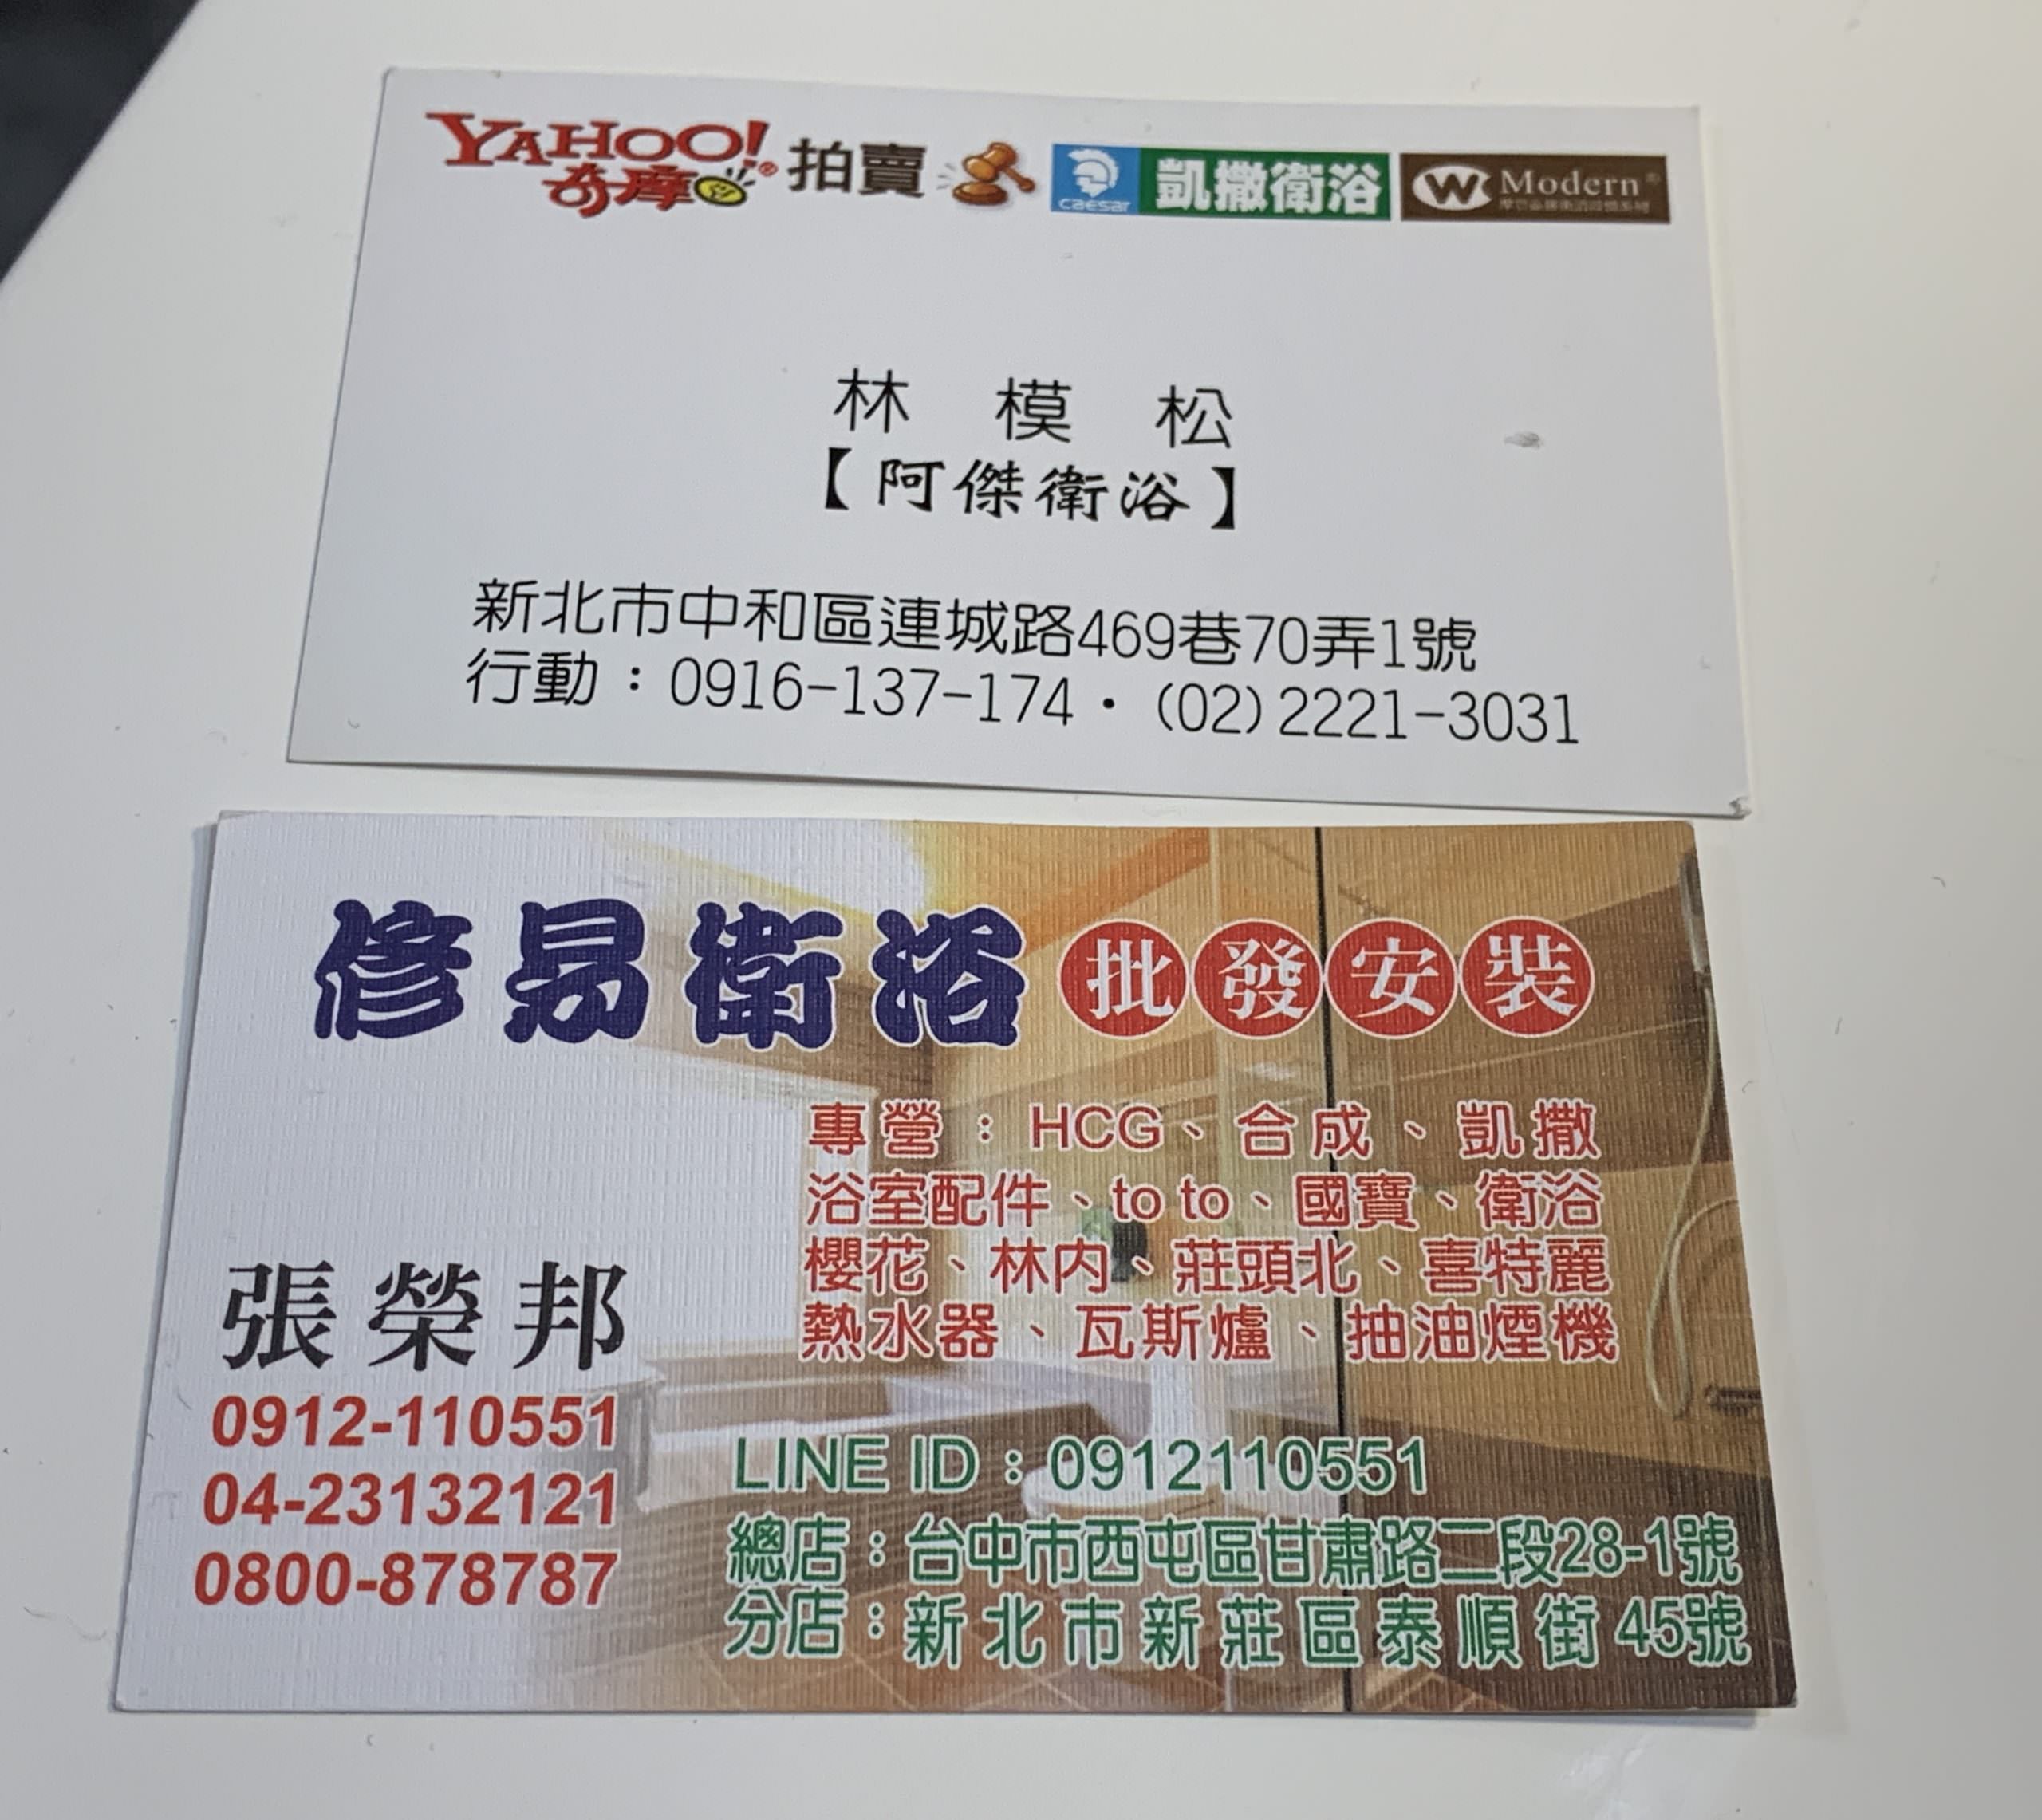 YAHOO! 奇摩 拍賣 caesar 凱撒衛浴 Modern
林 模 松
【阿傑衛浴】
新北市中和區連城路469巷70弄1號
行動：0916-137-174・(02)2221-3031
修易衛浴 批發安裝
專營：HCG、合成、凱撒
浴室配件、to to、國寶、衛浴
櫻花、林内、莊頭北、喜特麗
熱水器、瓦斯爐、抽油煙機
張榮邦
0912-110551
04-23132121
0800-878787
LINE ID：0912110551
總店：台中市西屯區甘肅路二段28-1號
分店：新北市新莊區泰順街45號